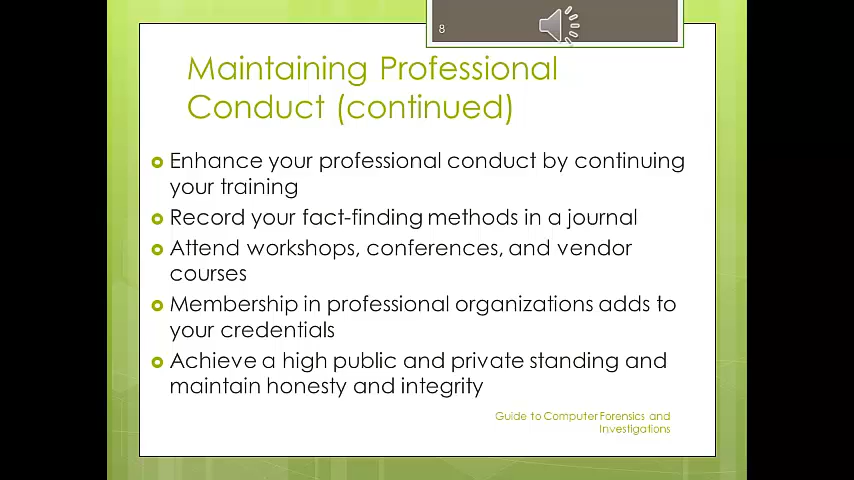 8
Maintaining Professional
Conduct (continued)
Enhance your professional conduct by continuing
your training
Record your fact-finding methods in a journal
Attend workshops, conferences, and vendor
courses
Membership in professional organizations adds to
your credentials
Achieve a high public and private standing and
maintain honesty and integrity
Guide to Computer Forensics and
Investigations